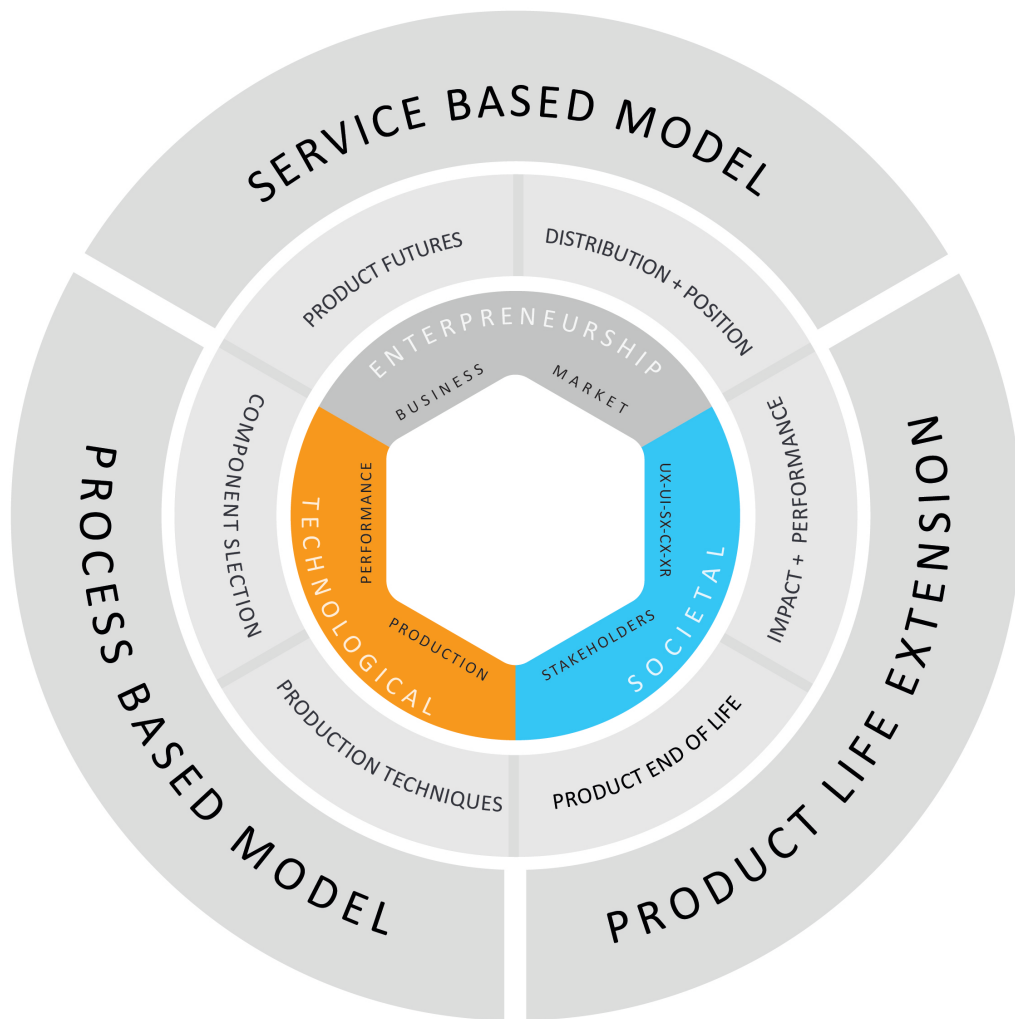 SERVICE BASED MODEL
PROCESS BASED MODEL
PRODUCT LIFE EXTENSION
PRODUCT FUTURES
DISTRIBUTION + POSITION
COMPONENT SLECTION
IMPACT + PERFORMANCE
PRODUCTION TECHNIQUES
PRODUCT END OF LIFE
ENTERPRENEURSHIP
BUSINESS
MARKET
TECHNOLOGICAL
PERFORMANCE
PRODUCTION
SOCIETAL
UX-UI-SX-CX-XR
STAKEHOLDERS